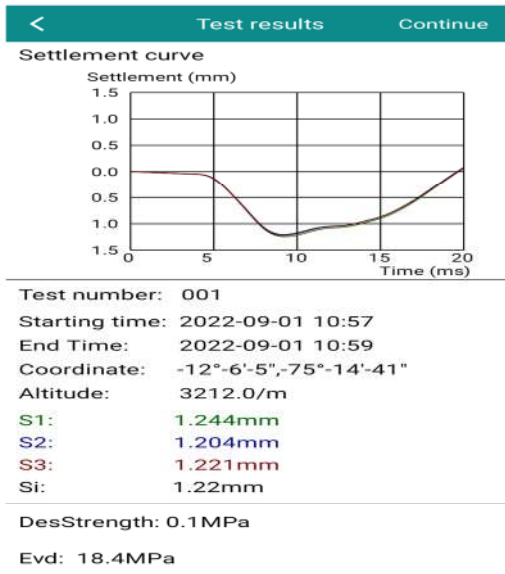 < Test results Continue
Settlement curve
Settlement (mm)
1.5
1.0
0.5
0.0
0.5
1.0
1.5
0 5 10 15 20
Time (ms)
Test number: 001
Starting time: 2022-09-01 10:57
End Time: 2022-09-01 10:59
Coordinate: -12°-6'-5",-75°-14'-41"
Altitude: 3212.0/m
S1: 1.244mm
S2: 1.204mm
S3: 1.221mm
Si: 1.22mm
DesStrength: 0.1MPa
Evd: 18.4MPa